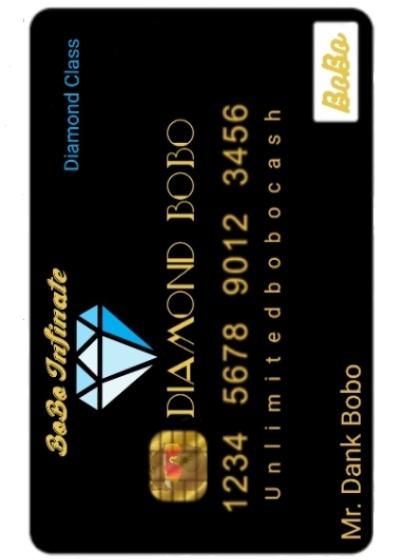 BoBo Infinate
Diamond Class
DIAMOND BOBO
1234 5678 9012 3456
Unlimitedbobocash
Mr. Dank Bobo
BoBo